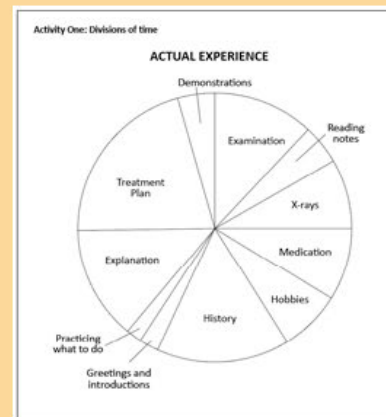 Activity One: Divisions of time
ACTUAL EXPERIENCE
Demonstrations
Examination
Reading
notes
X-rays
Medication
Hobbies
History
Greetings and
introductions
Practicing
what to do
Explanation
Treatment
Plan